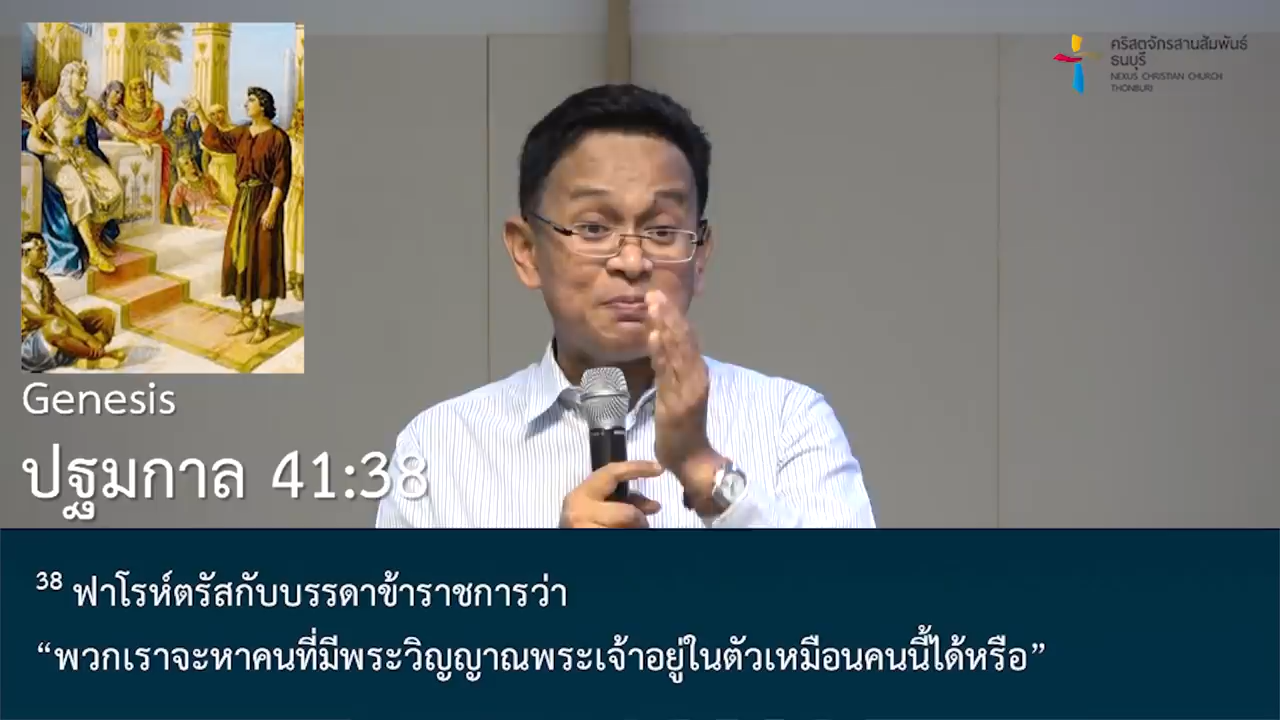 คริสตจักรสานสัมพันธ์
ธนบุรี
NEXUS CHRISTIAN CHURCH
THONBURI
Genesis
ปฐมกาล 41:38
38 ฟาโรห์ตรัสกับบรรดาข้าราชการว่า
“พวกเราจะหาคนที่มีพระวิญญาณพระเจ้าอยู่ในตัวเหมือนคนนี้ได้หรือ”